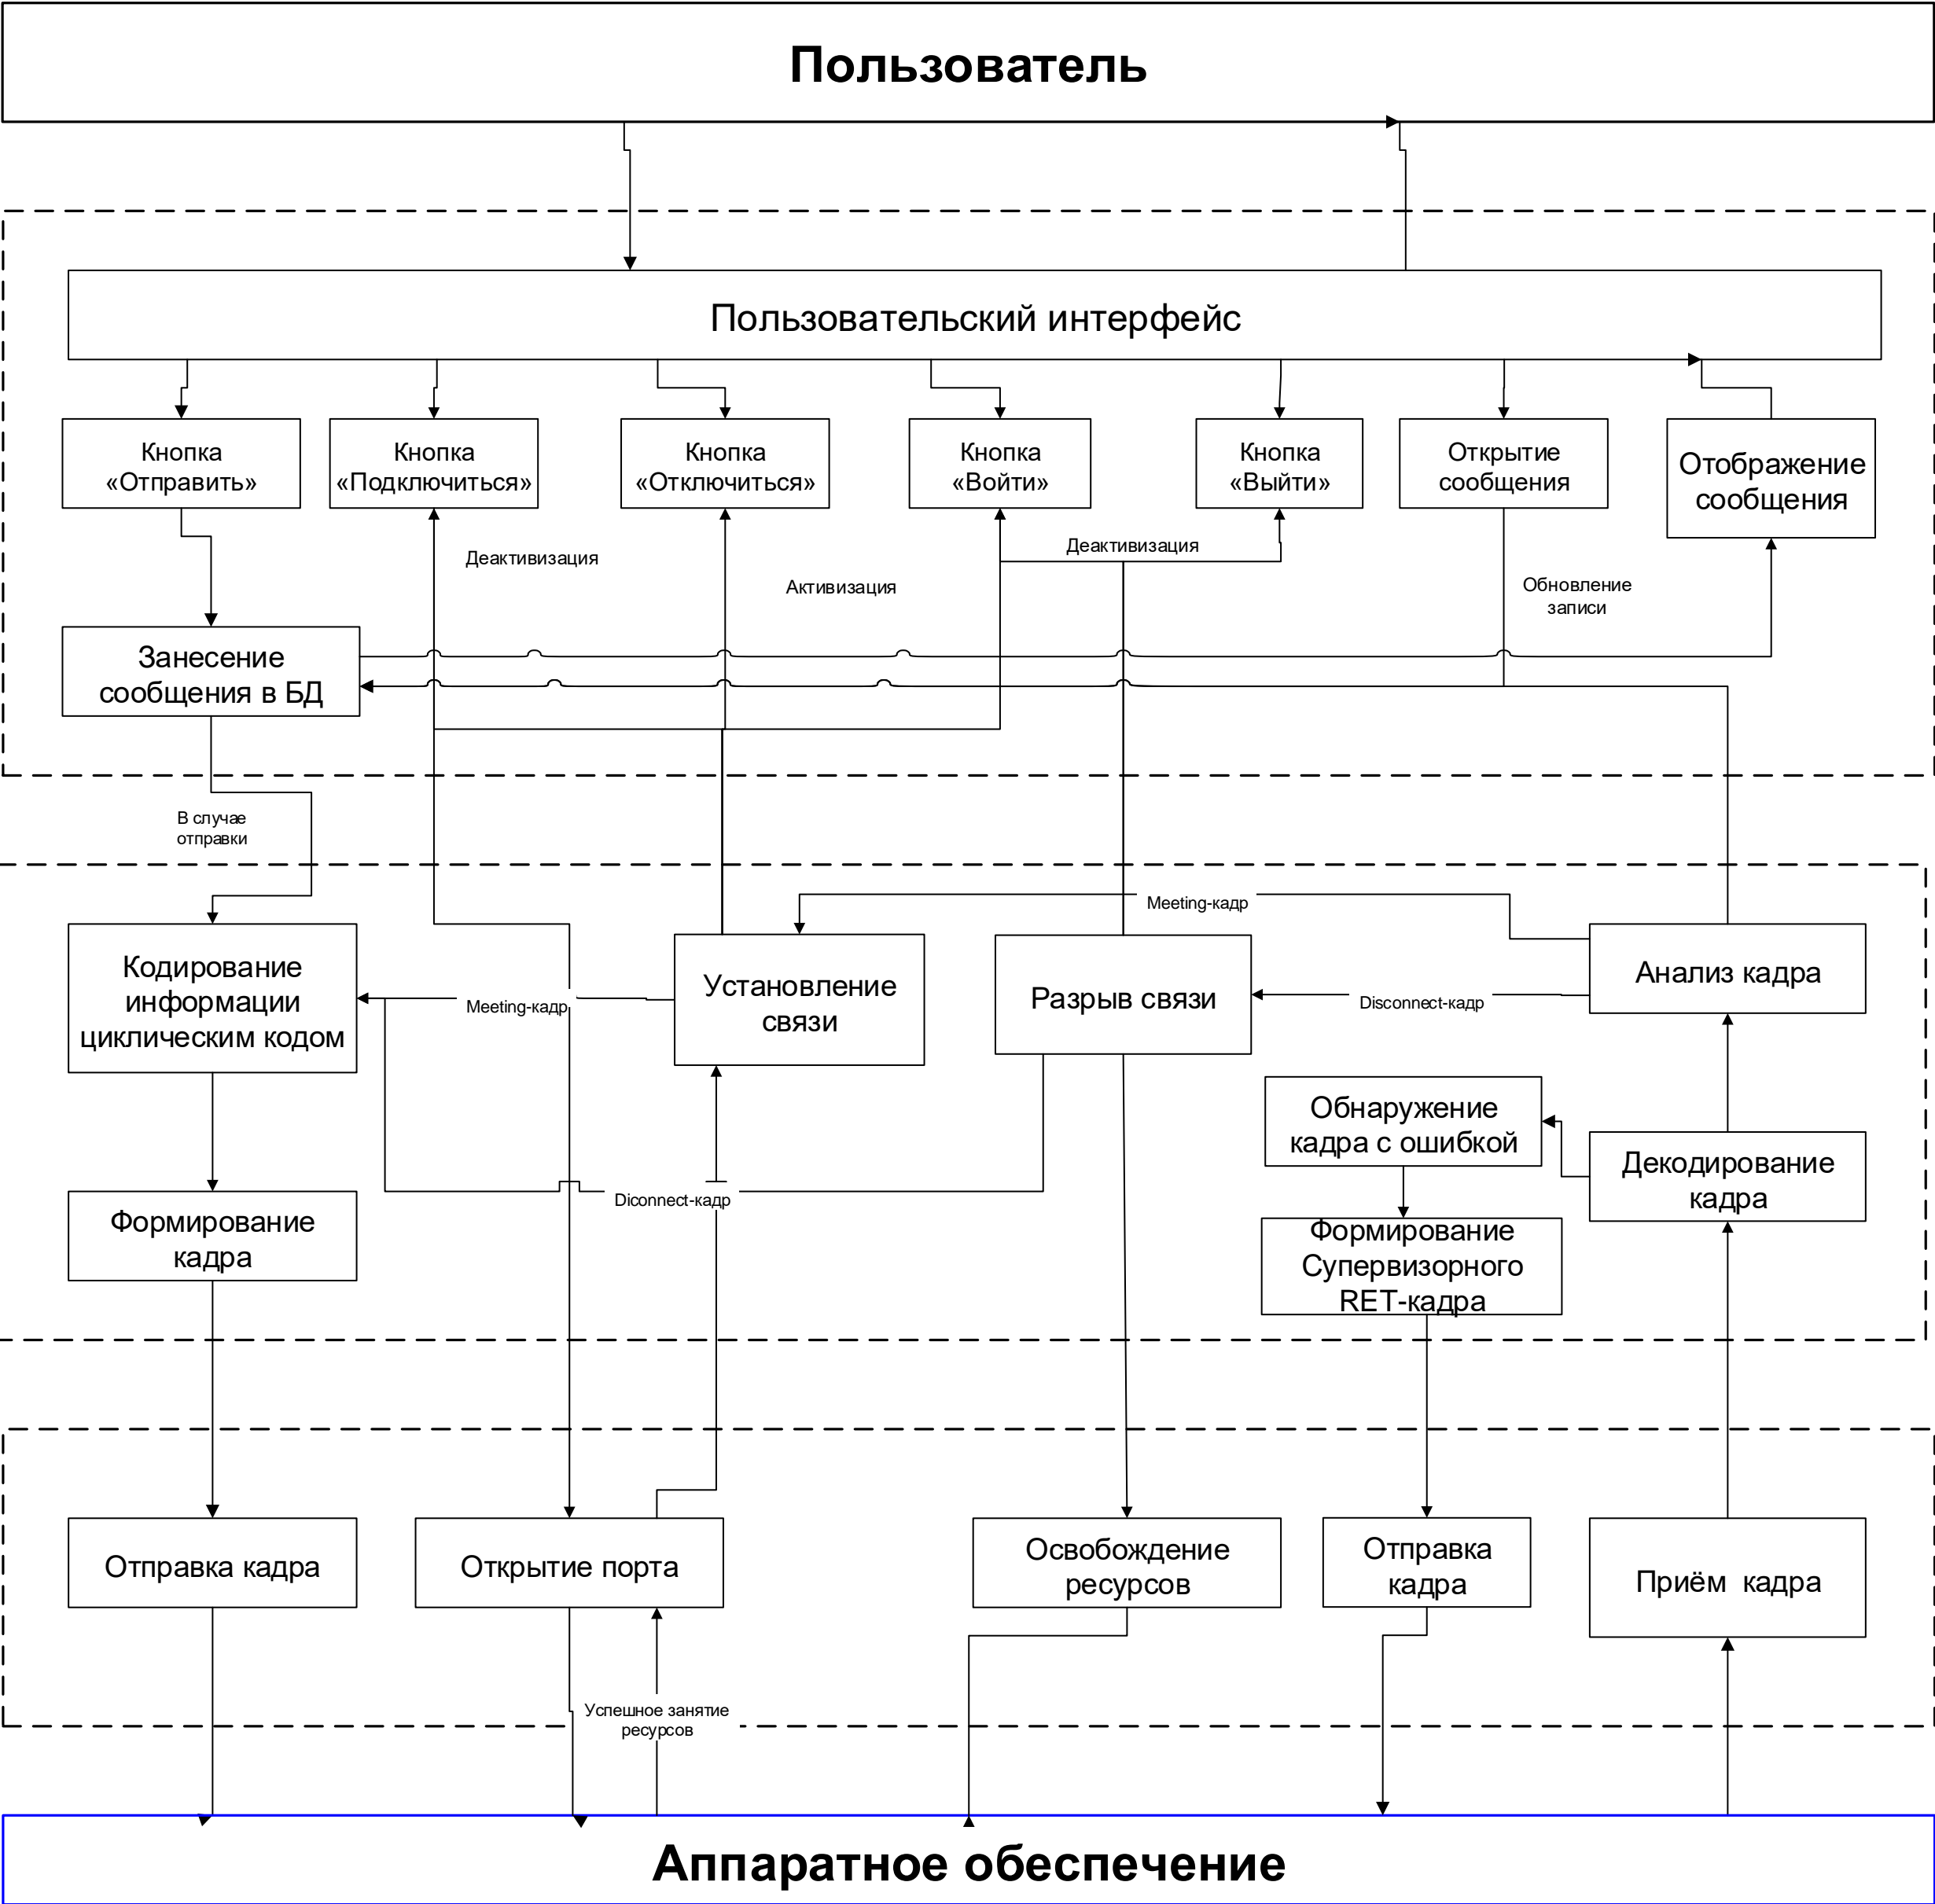 Пользователь
Пользовательский интерфейс
Кнопка
«Отправить»
Кнопка
«Подключиться»
Кнопка
«Отключиться»
Кнопка
«Войти»
Кнопка
«Выйти»
Открытие
сообщения
Отображение
сообщения
Деактивизация
Деактивизация
Активизация
Обновление
записи
Занесение
сообщения в БД
В случае
отправки
Meeting-кадр
Кодирование
информации
циклическим кодом
Meeting-кадр
Установление
связи
Разрыв связи
Disconnect-кадр
Анализ кадра
Обнаружение
кадра с ошибкой
Декодирование
кадра
Diconnect-кадр
Формирование
кадра
Формирование
Супервизорного
RET-кадра
Отправка кадра
Открытие порта
Освобождение
ресурсов
Отправка
кадра
Приём кадра
Успешное занятие
ресурсов
Аппаратное обеспечение